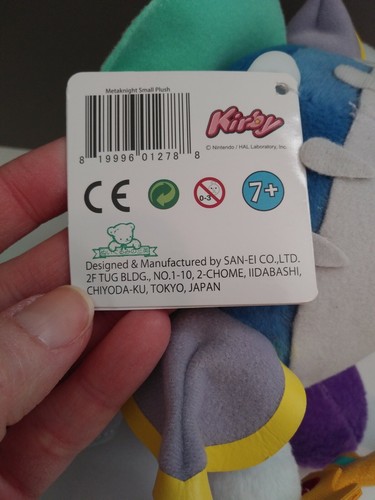 Metaknight Small Plush
8 19996 01278 8
Kirby
© Nintendo / HAL Laboratory, Inc.
CE
0-3
7+
Designed & Manufactured by SAN-EI CO.,LTD.
2F TUG BLDG., NO.1-10, 2-CHOME, IIDABASHI,
CHIYODA-KU, TOKYO, JAPAN